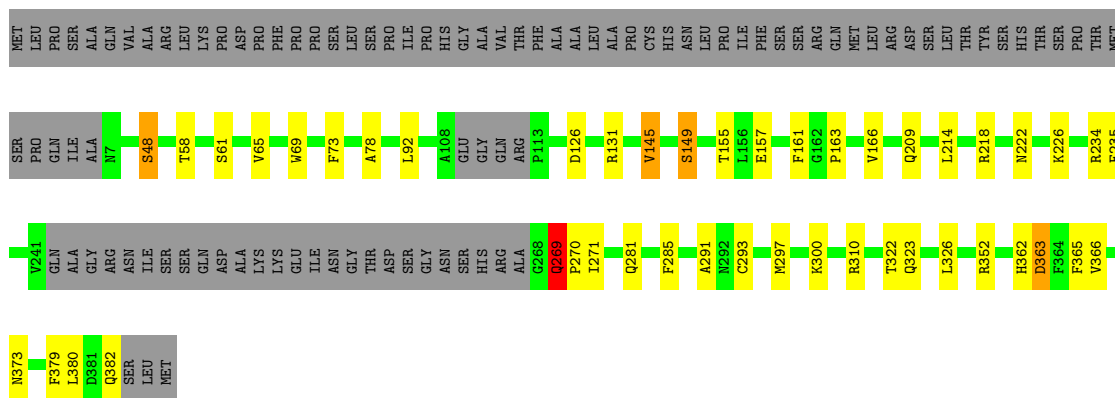 MET LEU PRO SER ALA GLN VAL ALA ARG LEU LYS PRO ASP PRO PHE PRO PRO SER LEU SER PRO ILE PRO HIS GLY ALA VAL THR PHE ALA ALA LEU ALA PRO CYS HIS ASN LEU PRO ILE PHE SER SER ARG GLN MET LEU ARG ASP SER LEU THR TYR SER HIS THR SER PRO THR MET
SER PRO GLN ILE ALA N7 S48 T58 S61 V65 W69 F73 A78 L92 A108 GLU GLY GLN ARG P113 D126 R131 V145 S149 T155 L156 E157 F161 G162 P163 V166 Q209 L214 R218 N222 K226 R234
V241 GLN ALA GLY ARG ASN ILE SER SER GLN ASP ALA LYS LYS GLU ILE ASN GLY THR ASP SER GLY ASN SER HIS ARG ALA G268 Q269 P270 I271 Q281 F285 A291 N292 C293 M297 K300 R310 T322 Q323 L326 R352 H362 D363 F364 F365 V366
N373 F379 L380 D381 Q382 SER LEU MET